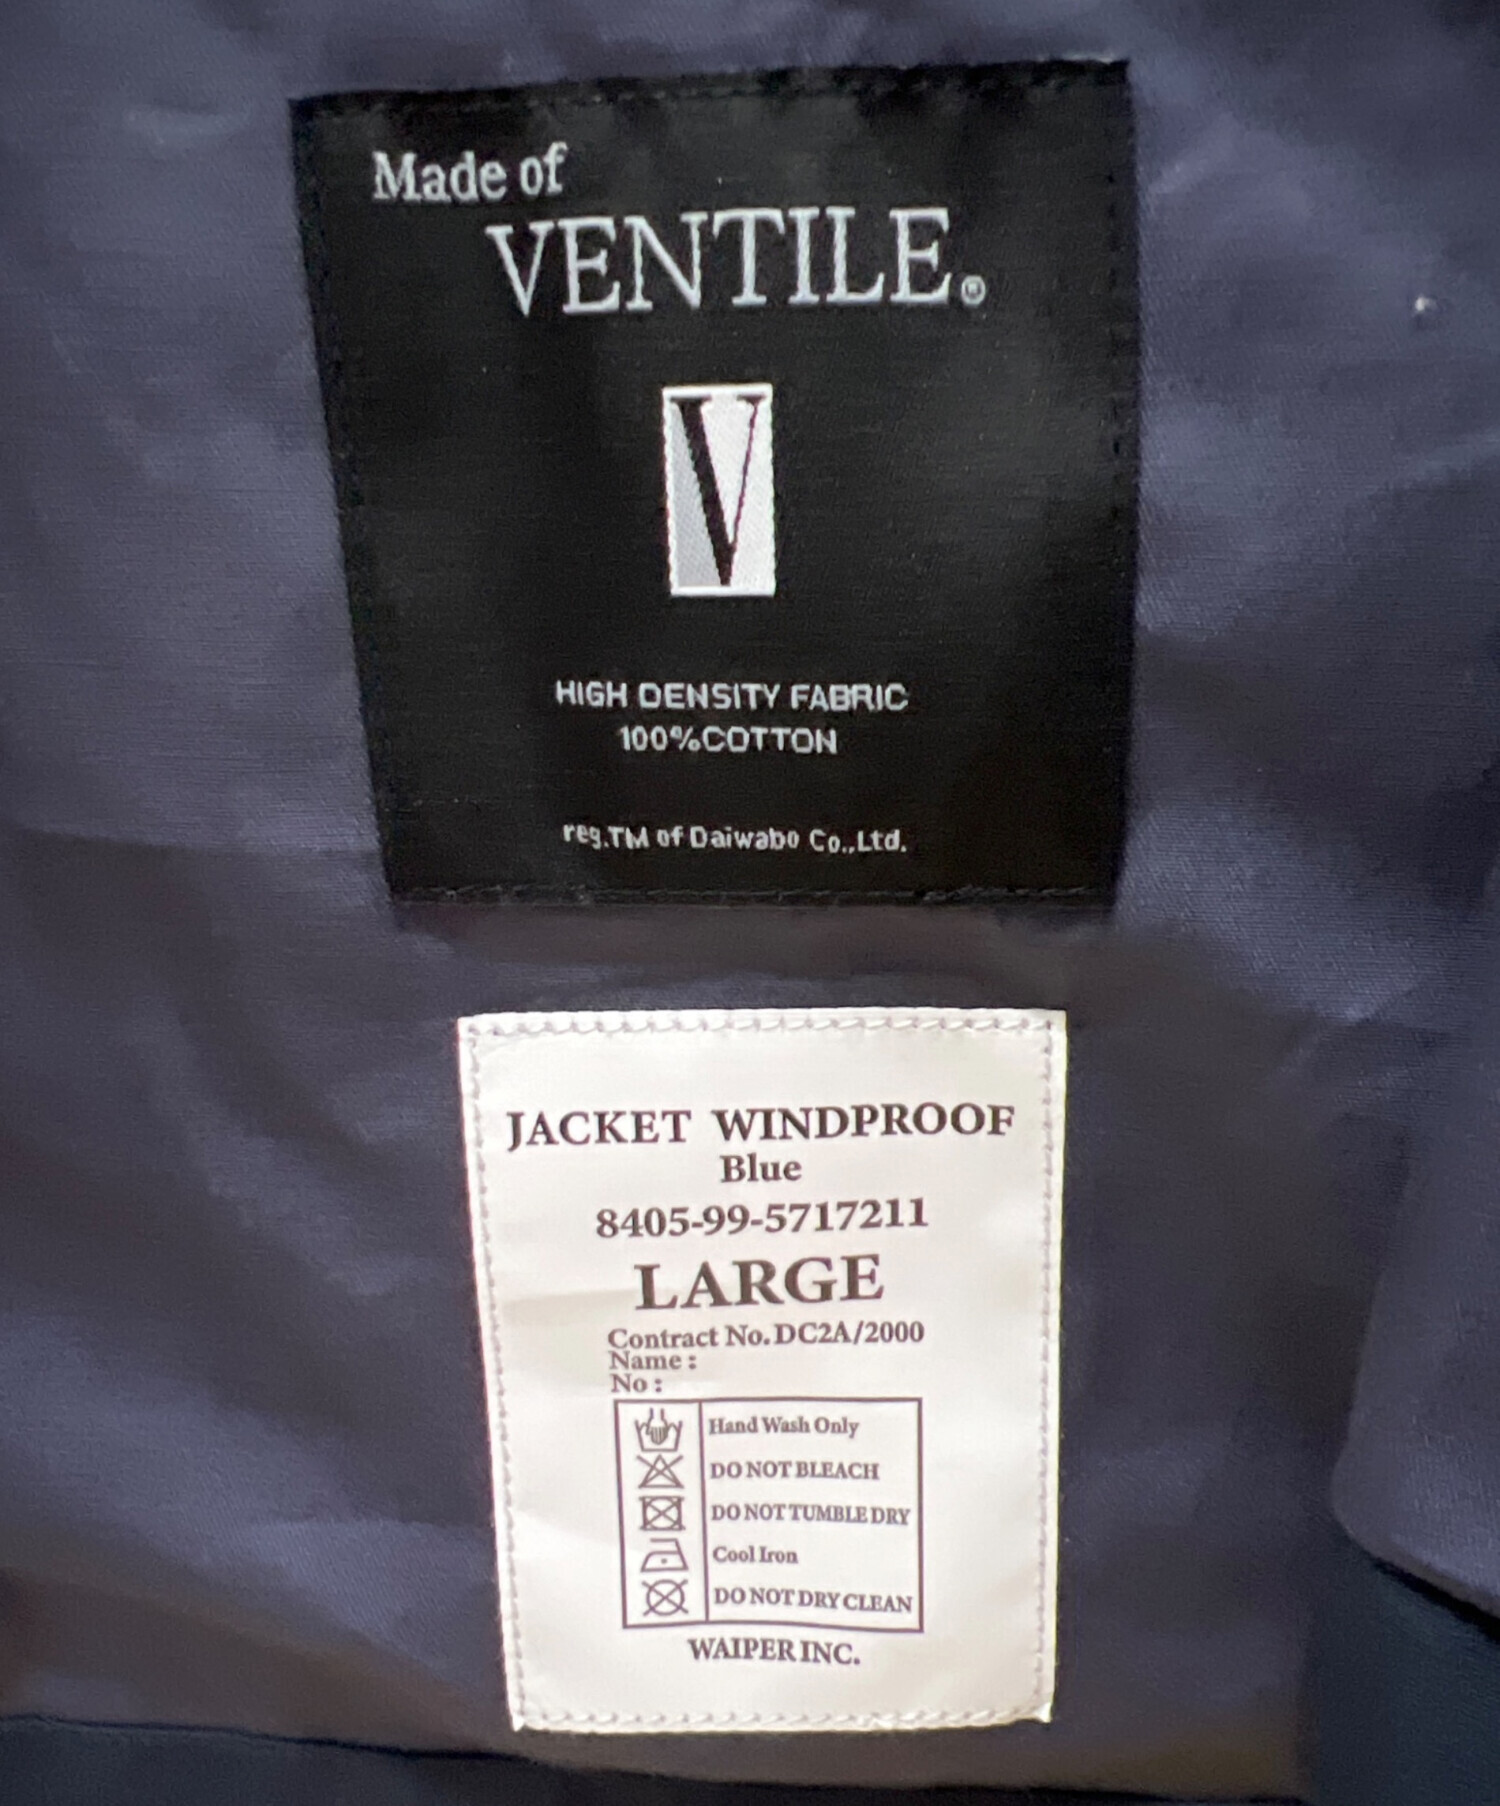 Made of
VENTILE®
V
HIGH DENSITY FABRIC
100%COTTON
reg.TM of Daiwabo Co.,Ltd.
JACKET WINDPROOF
Blue
8405-99-5717211
LARGE
Contract No.DC2A/2000
Name :
No :
Hand Wash Only
DO NOT BLEACH
DO NOT TUMBLE DRY
Cool Iron
DO NOT DRY CLEAN
WAIPER INC.